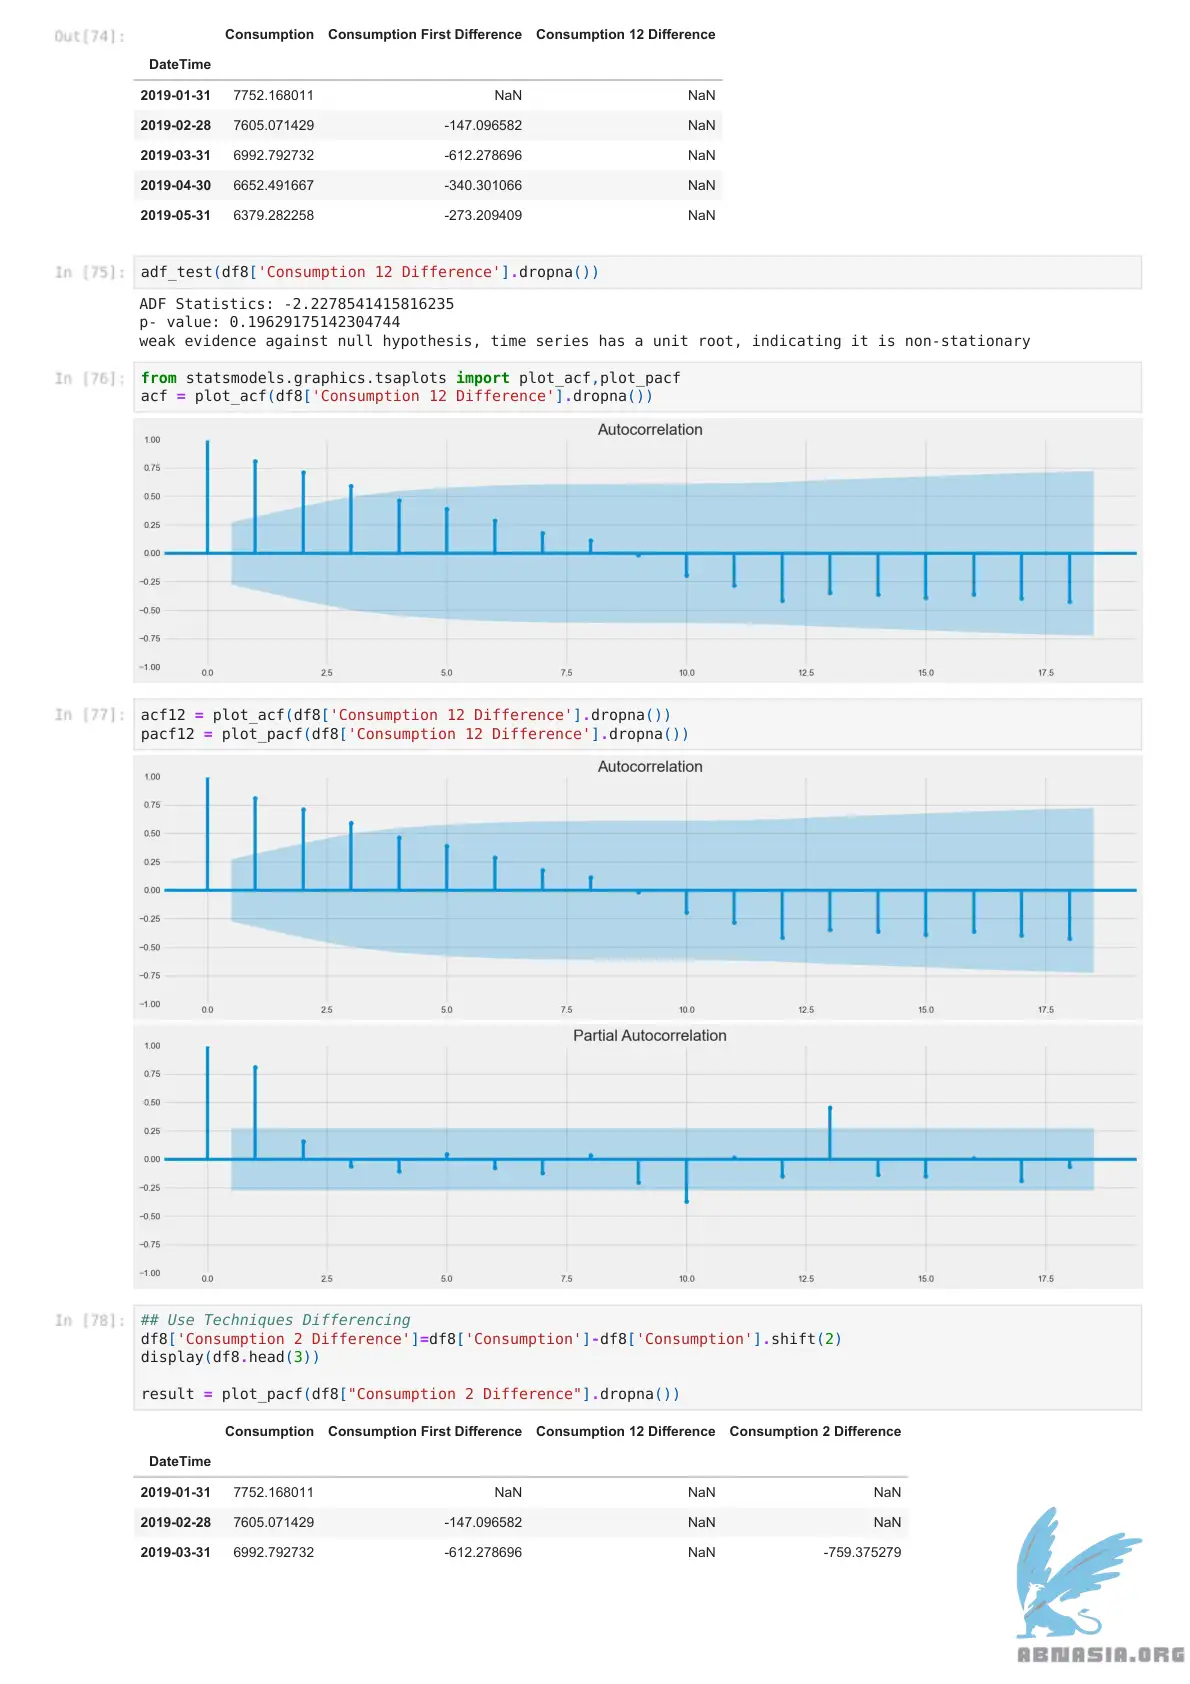 Out[74]:
Consumption Consumption First Difference Consumption 12 Difference
DateTime
2019-01-31 7752.168011 NaN NaN
2019-02-28 7605.071429 -147.096582 NaN
2019-03-31 6992.792732 -612.278696 NaN
2019-04-30 6652.491667 -340.301066 NaN
2019-05-31 6379.282258 -273.209409 NaN
In [75]: adf_test(df8['Consumption 12 Difference'].dropna())
ADF Statistics: -2.2278541415816235
p- value: 0.19629175142304744
weak evidence against null hypothesis, time series has a unit root, indicating it is non-stationary
In [76]: from statsmodels.graphics.tsaplots import plot_acf,plot_pacf
acf = plot_acf(df8['Consumption 12 Difference'].dropna())
Autocorrelation
1.00
0.75
0.50
0.25
0.00
−0.25
−0.50
−0.75
−1.00
0.0 2.5 5.0 7.5 10.0 12.5 15.0 17.5
In [77]: acf12 = plot_acf(df8['Consumption 12 Difference'].dropna())
pacf12 = plot_pacf(df8['Consumption 12 Difference'].dropna())
Autocorrelation
1.00
0.75
0.50
0.25
0.00
−0.25
−0.50
−0.75
−1.00
0.0 2.5 5.0 7.5 10.0 12.5 15.0 17.5
Partial Autocorrelation
1.00
0.75
0.50
0.25
0.00
−0.25
−0.50
−0.75
−1.00
0.0 2.5 5.0 7.5 10.0 12.5 15.0 17.5
In [78]: ## Use Techniques Differencing
df8['Consumption 2 Difference']=df8['Consumption']-df8['Consumption'].shift(2)
display(df8.head(3))
result = plot_pacf(df8["Consumption 2 Difference"].dropna())
Consumption Consumption First Difference Consumption 12 Difference Consumption 2 Difference
DateTime
2019-01-31 7752.168011 NaN NaN NaN
2019-02-28 7605.071429 -147.096582 NaN NaN
2019-03-31 6992.792732 -612.278696 NaN -759.375279
ABNASIA.ORG